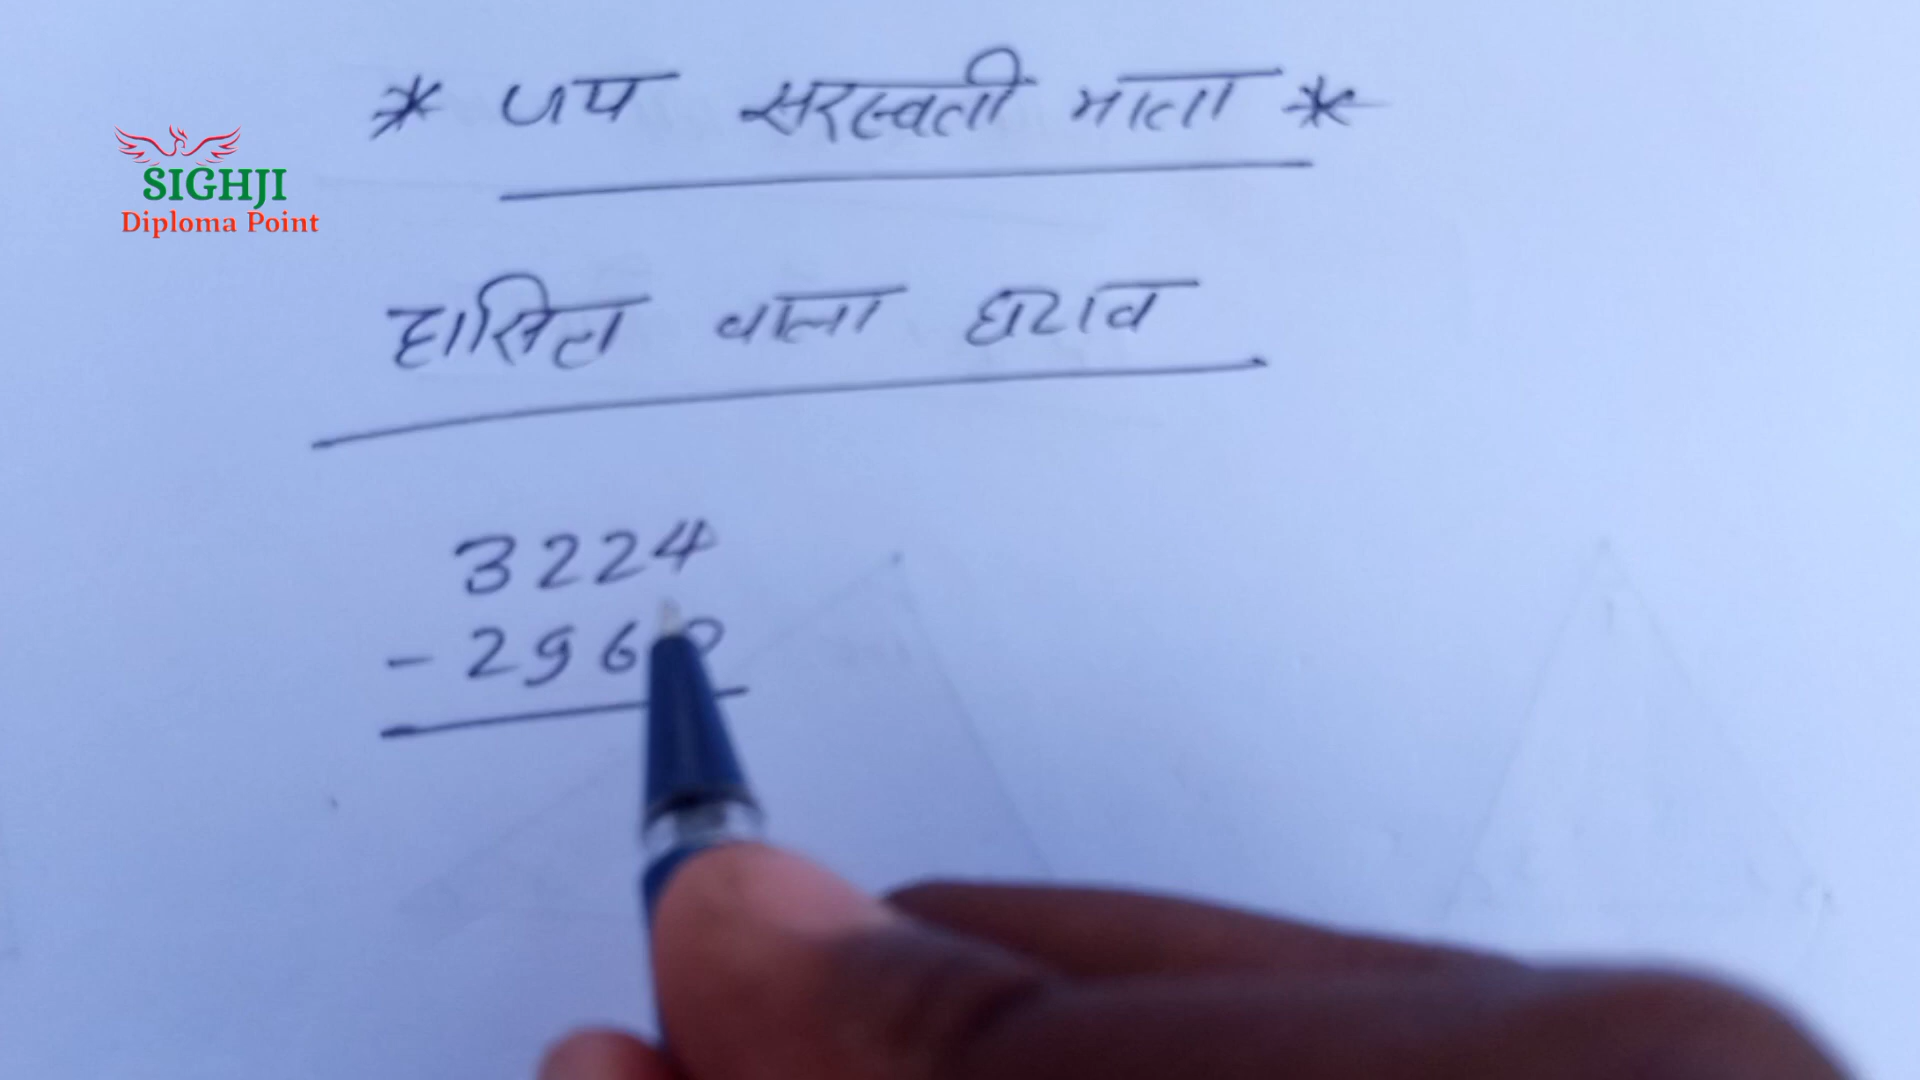 * जय सरस्वती माता *
SIGHJI
Diploma Point
हासिल वाला घटाव
3224
- 296